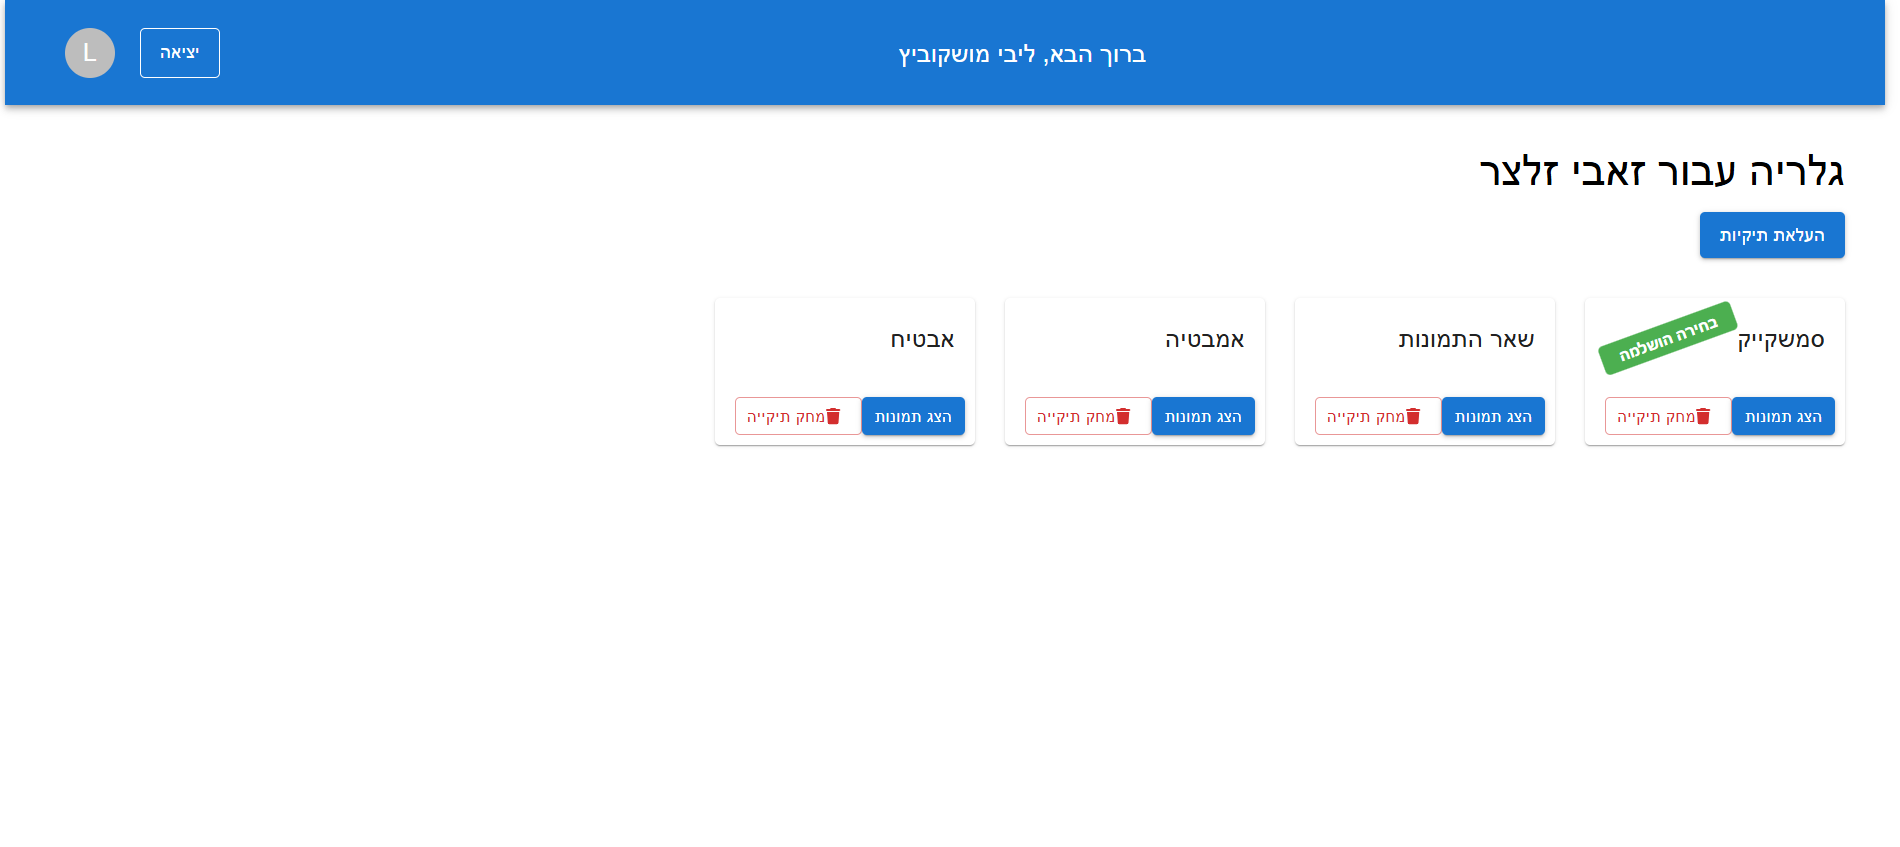 ברוך הבא, ליבי מושקוביץ
יציאה
L
גלריה עבור זאבי זלצר
העלאת תיקיות
סמשקייק
בחירה הושלמה
הצג תמונות
מחק תיקייה
שאר התמונות
הצג תמונות
מחק תיקייה
אמבטיה
הצג תמונות
מחק תיקייה
אבטיח
הצג תמונות
מחק תיקייה